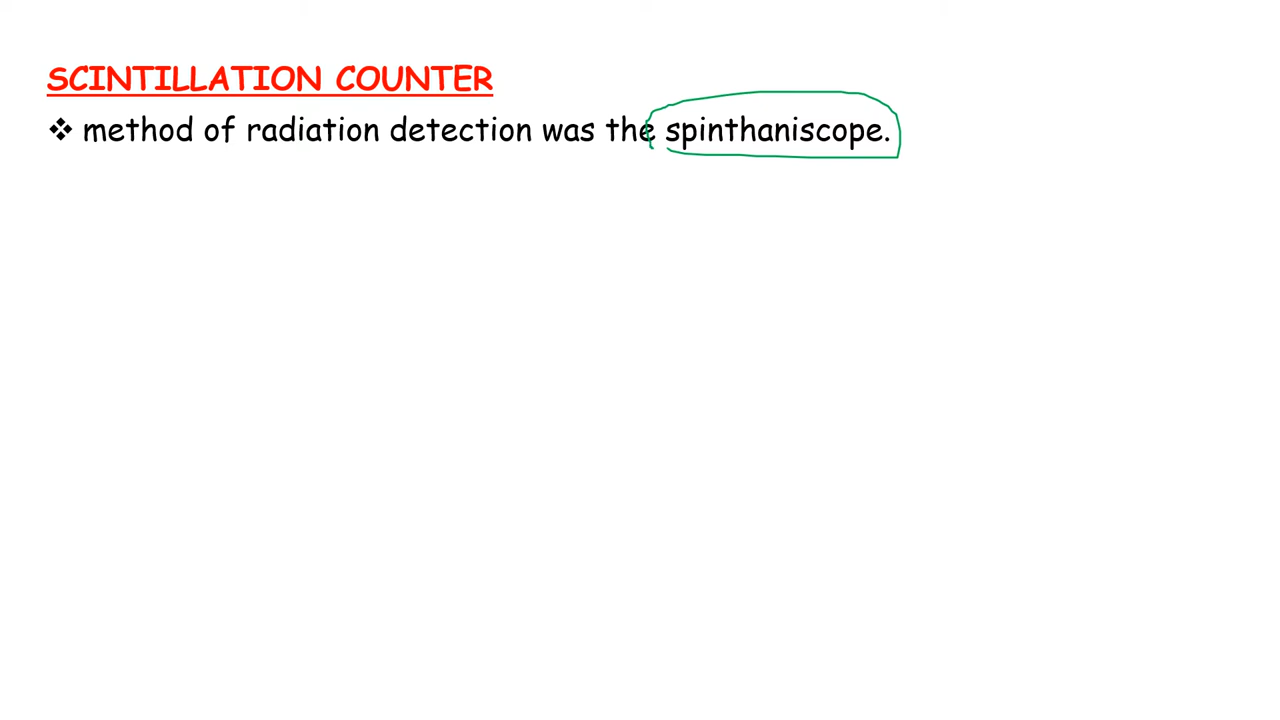 SCINTILLATION COUNTER
❖ method of radiation detection was the spinthaniscope.